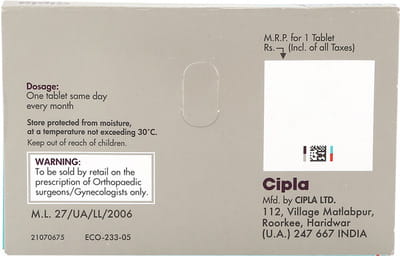 M.R.P. for 1 Tablet
Rs. (Incl. of all Taxes)
Dosage:
One tablet same day
every month
Store protected from moisture,
at a temperature not exceeding 30°C.
Keep out of reach of children.
WARNING:
To be sold by retail on the
prescription of Orthopaedic
surgeons/Gynecologists only.
M.L. 27/UA/LL/2006
21070675 ECO-233-05
Cipla
Mfd. by CIPLA LTD.
112, Village Matlabpur,
Roorkee, Haridwar
(U.A.) 247 667 INDIA